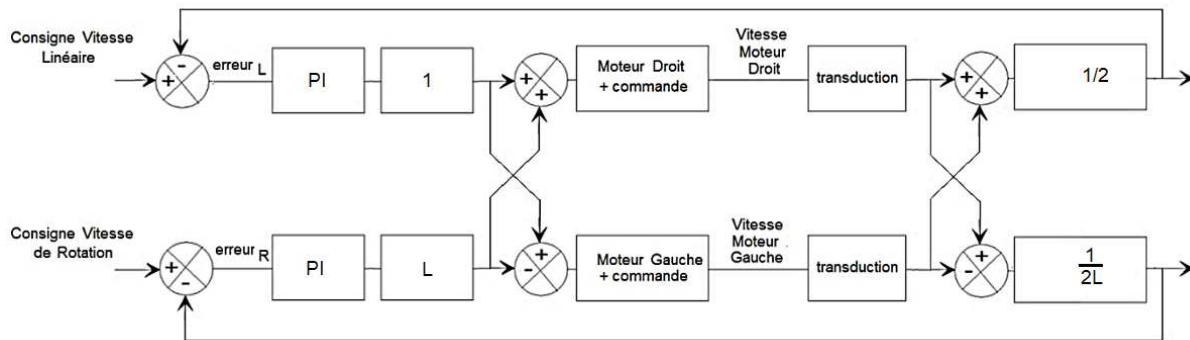 Consigne Vitesse
Linéaire
-
+
erreur L
PI
1
+
+
Moteur Droit
+ commande
Vitesse
Moteur
Droit
transduction
+
+
1/2
Consigne Vitesse
de Rotation
+
-
erreur R
PI
L
+
-
Moteur Gauche
+ commande
Vitesse
Moteur
Gauche
transduction
+
-
1
2L